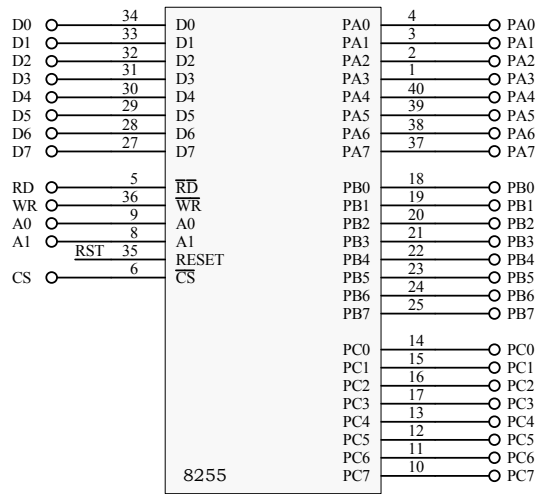 D0 34 D0 PA0 4 PA0
D1 33 D1 PA1 3 PA1
D2 32 D2 PA2 2 PA2
D3 31 D3 PA3 1 PA3
D4 30 D4 PA4 40 PA4
D5 29 D5 PA5 39 PA5
D6 28 D6 PA6 38 PA6
D7 27 D7 PA7 37 PA7
RD 5 R̅D̅ PB0 18 PB0
WR 36 W̅R̅ PB1 19 PB1
A0 9 A0 PB2 20 PB2
A1 8 A1 PB3 21 PB3
RST 35 RESET PB4 22 PB4
CS 6 C̅S̅ PB5 23 PB5
PB6 24 PB6
PB7 25 PB7
PC0 14 PC0
PC1 15 PC1
PC2 16 PC2
PC3 17 PC3
PC4 13 PC4
PC5 12 PC5
PC6 11 PC6
8255 PC7 10 PC7